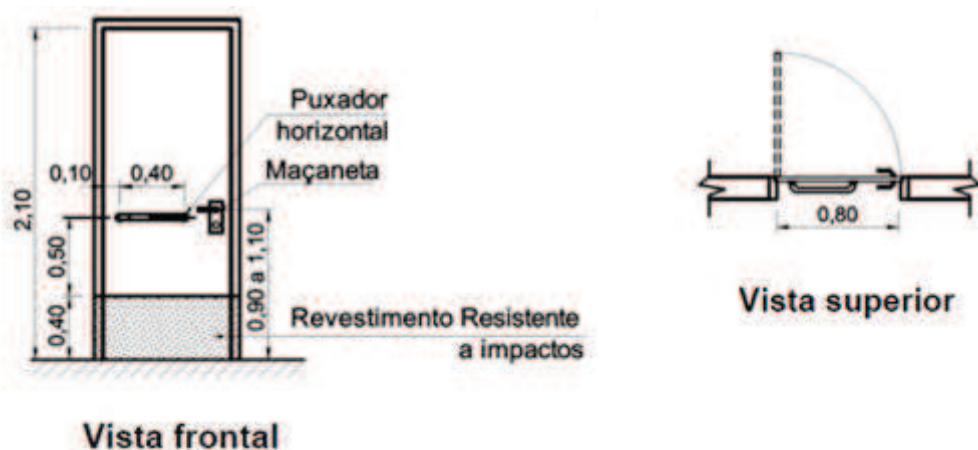 Puxador
horizontal
Maçaneta
0,10
0,40
2,10
0,50
0,40
0,90 a 1,10
Revestimento Resistente
a impactos
Vista frontal
0,80
Vista superior